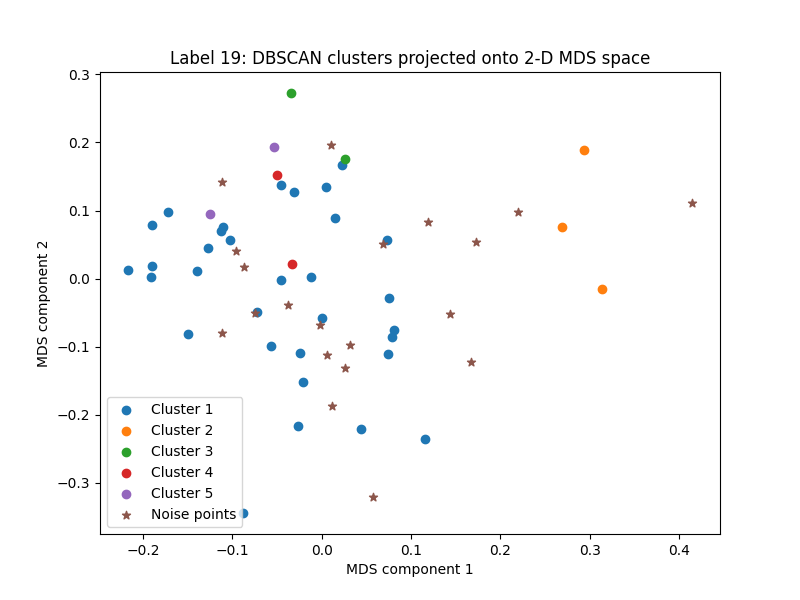 Label 19: DBSCAN clusters projected onto 2-D MDS space
0.3
0.2
0.1
0.0
−0.1
−0.2
−0.3
MDS component 2
Cluster 1
Cluster 2
Cluster 3
Cluster 4
Cluster 5
Noise points
−0.2
−0.1
0.0
0.1
0.2
0.3
0.4
MDS component 1